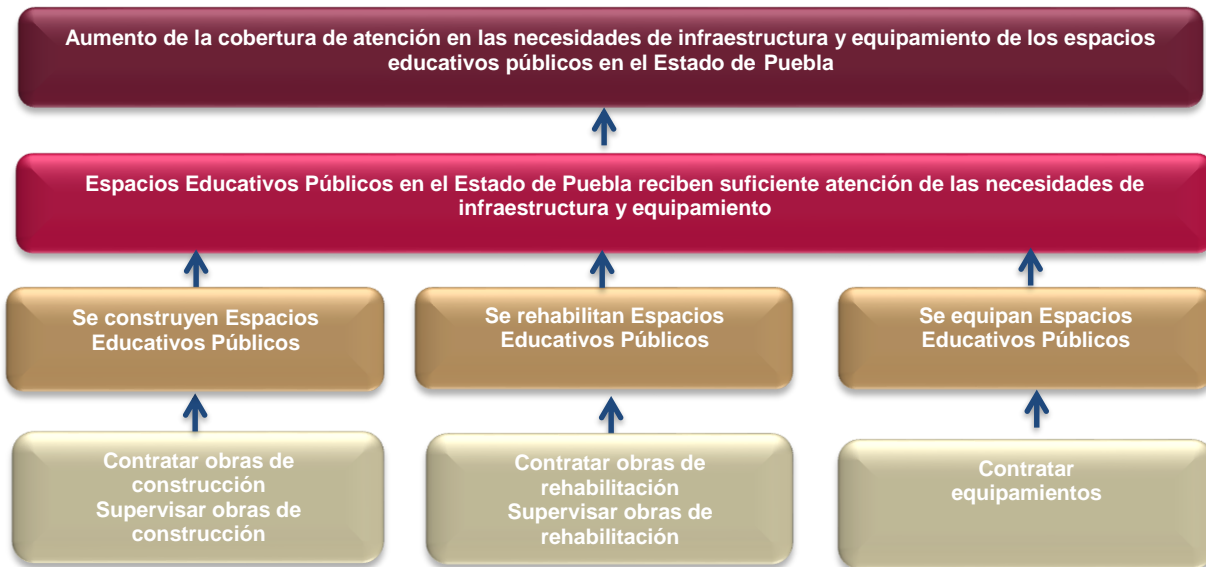 Aumento de la cobertura de atención en las necesidades de infraestructura y equipamiento de los espacios
educativos públicos en el Estado de Puebla
Espacios Educativos Públicos en el Estado de Puebla reciben suficiente atención de las necesidades de
infraestructura y equipamiento
Se construyen Espacios
Educativos Públicos
Se rehabilitan Espacios
Educativos Públicos
Se equipan Espacios
Educativos Públicos
Contratar obras de
construcción
Supervisar obras de
construcción
Contratar obras de
rehabilitación
Supervisar obras de
rehabilitación
Contratar
equipamientos